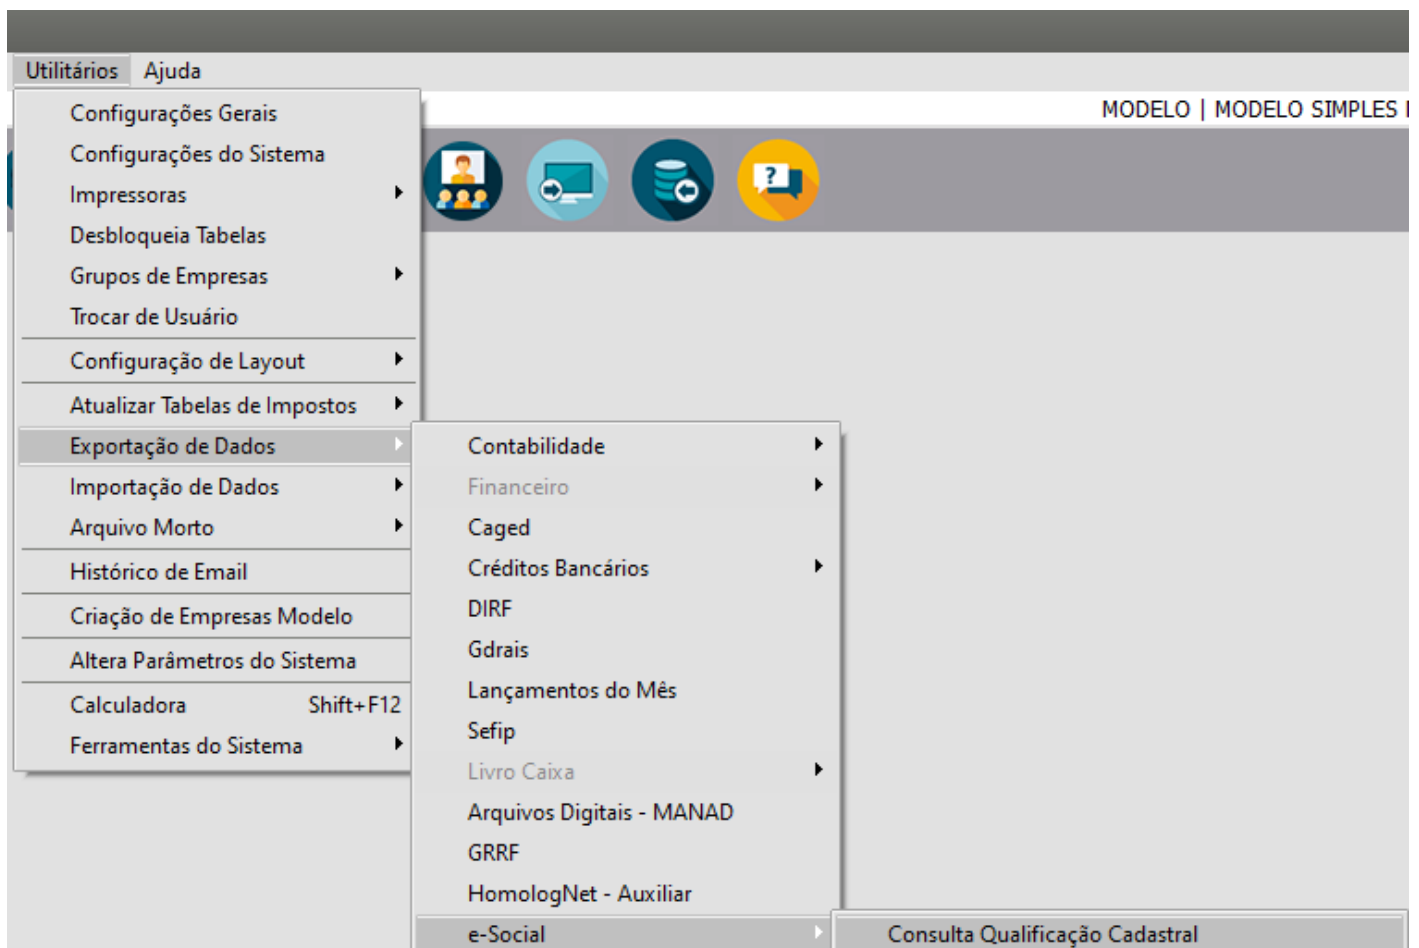 Utilitários Ajuda
MODELO | MODELO SIMPLES
Configurações Gerais
Configurações do Sistema
Impressoras
Desbloqueia Tabelas
Grupos de Empresas
Trocar de Usuário
Configuração de Layout
Atualizar Tabelas de Impostos
Exportação de Dados
Importação de Dados
Arquivo Morto
Histórico de Email
Criação de Empresas Modelo
Altera Parâmetros do Sistema
Calculadora Shift+F12
Ferramentas do Sistema
Contabilidade
Financeiro
Caged
Créditos Bancários
DIRF
Gdrais
Lançamentos do Mês
Sefip
Livro Caixa
Arquivos Digitais - MANAD
GRRF
HomologNet - Auxiliar
e-Social
Consulta Qualificação Cadastral
?